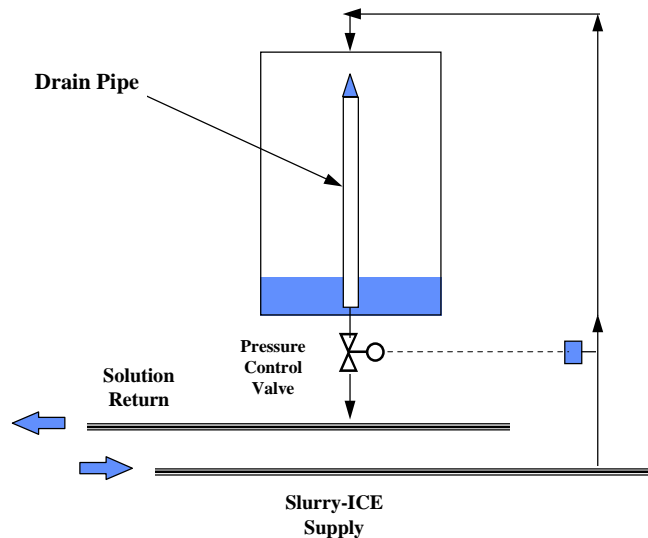 Drain Pipe
Pressure
Control
Valve
Solution
Return
Slurry-ICE
Supply